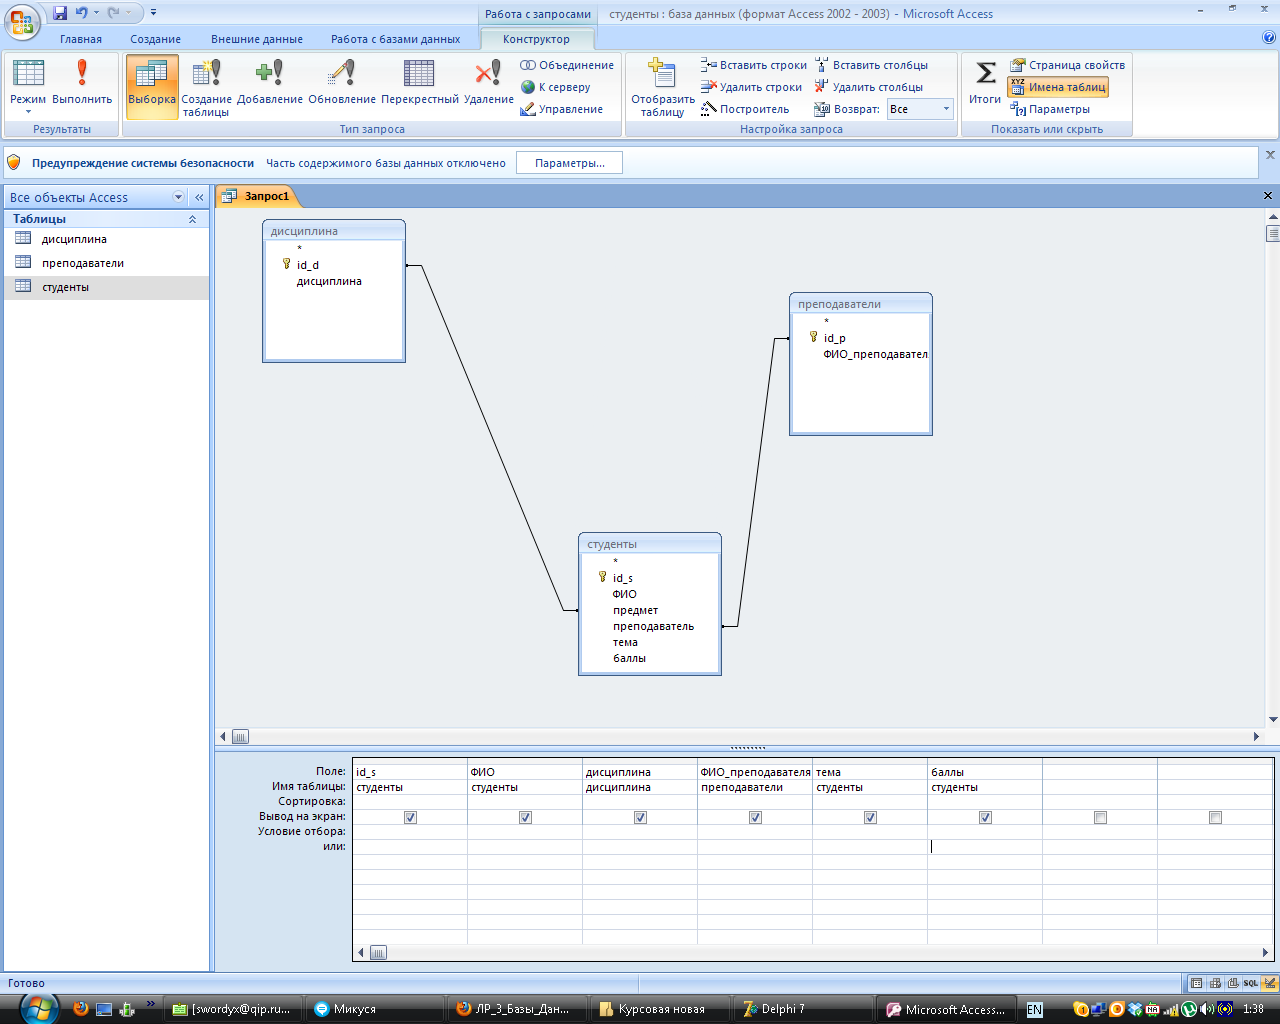 Работа с запросами
студенты : база данных (формат Access 2002 - 2003) - Microsoft Access
Главная Создание Внешние данные Работа с базами данных Конструктор
Режим Выполнить
Результаты
Выборка Создание таблицы Добавление Обновление Перекрестный Удаление
Объединение
К серверу
Управление
Тип запроса
Отобразить таблицу
Вставить строки
Удалить строки
Построитель
Вставить столбцы
Удалить столбцы
Возврат: Все
Настройка запроса
Итоги
Страница свойств
XYZ Имена таблиц
Параметры
Показать или скрыть
Предупреждение системы безопасности Часть содержимого базы данных отключено Параметры...
Все объекты Access
Таблицы
дисциплина
преподаватели
студенты
Запрос1
дисциплина
*
id_d
дисциплина
преподаватели
*
id_p
ФИО_преподавател
студенты
*
id_s
ФИО
предмет
преподаватель
тема
баллы
Поле: id_s ФИО дисциплина ФИО_преподавателя тема баллы
Имя таблицы: студенты студенты дисциплина преподаватели студенты студенты
Сортировка:
Вывод на экран:
Условие отбора:
или:
Готово
SQL
[swordyx@qip.ru... Микуся ЛР_3_Базы_Дан... Курсовая новая Delphi 7 Microsoft Access... EN 1:38